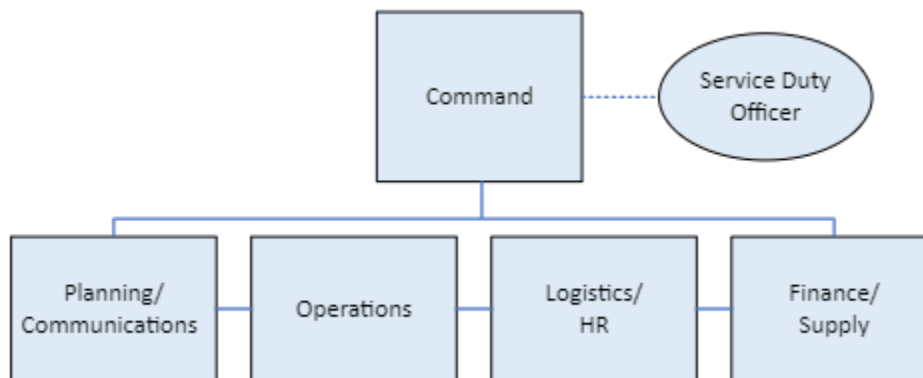 Command
Service Duty
Officer
Planning/
Communications
Operations
Logistics/
HR
Finance/
Supply